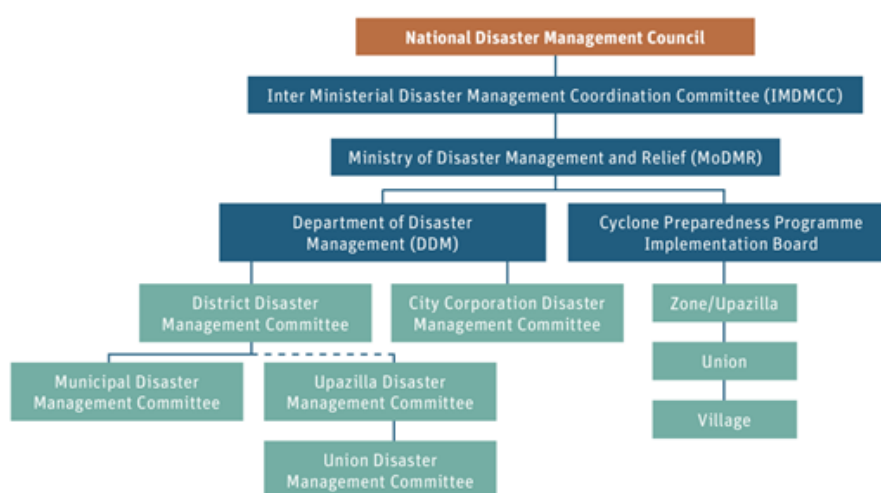 National Disaster Management Council
Inter Ministerial Disaster Management Coordination Committee (IMDMCC)
Ministry of Disaster Management and Relief (MoDMR)
Department of Disaster
Management (DDM)
Cyclone Preparedness Programme
Implementation Board
District Disaster
Management Committee
City Corporation Disaster
Management Committee
Zone/Upazilla
Municipal Disaster
Management Committee
Upazilla Disaster
Management Committee
Union
Village
Union Disaster
Management Committee